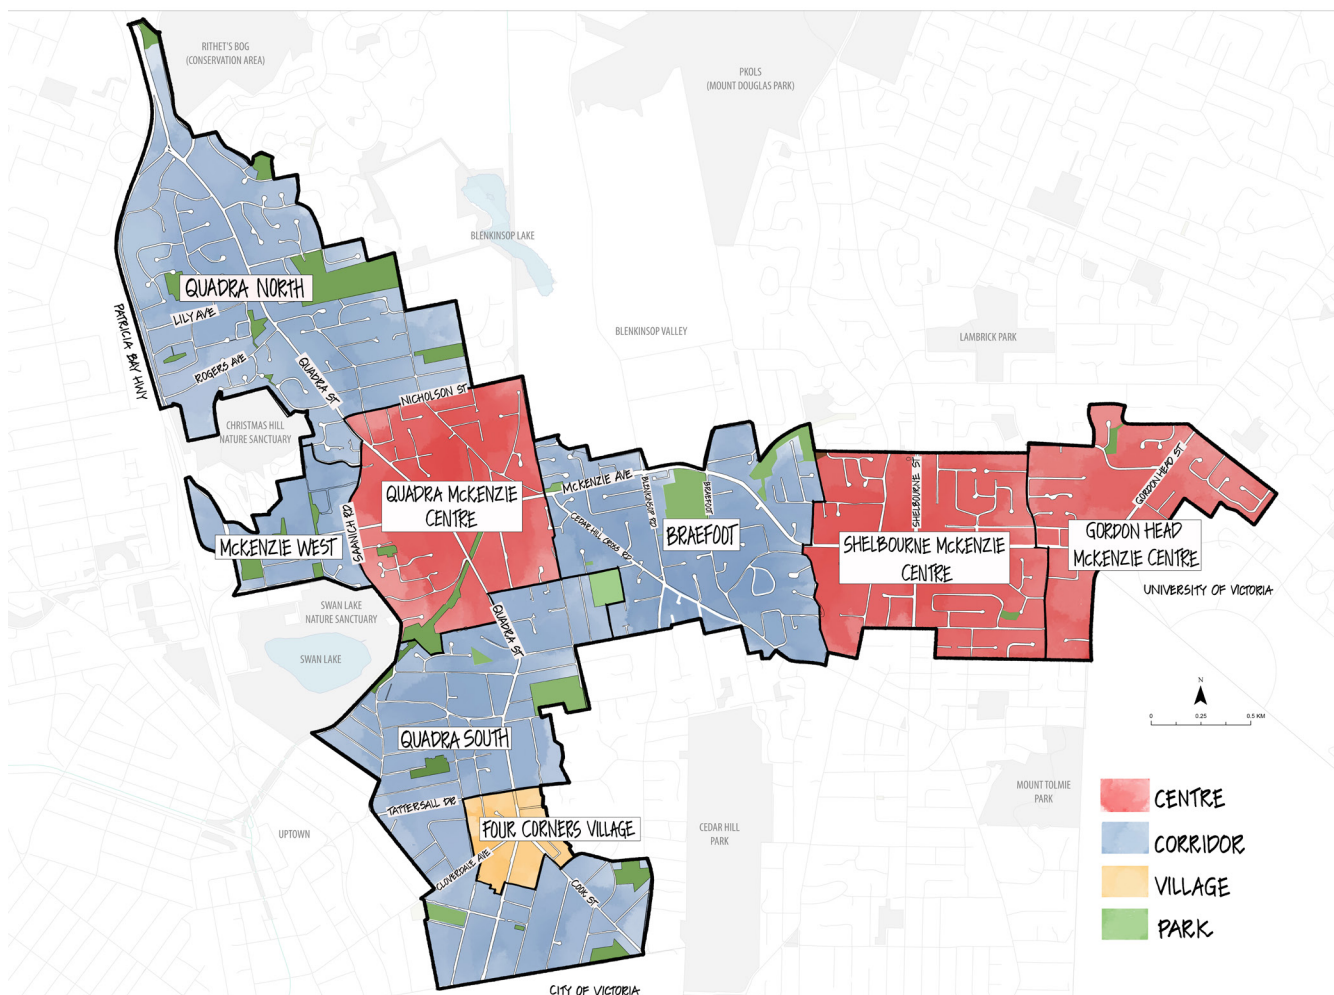 RITHET'S BOG
(CONSERVATION AREA)
PKOLS
(MOUNT DOUGLAS PARK)
BLENKINSOP LAKE
QUADRA NORTH
LILY AVE
PATRICIA BAY HWY
BLENKINSOP VALLEY
LAMBRICK PARK
ROGERS AVE
QUADRA ST
NICHOLSON ST
CHRISTMAS HILL
NATURE SANCTUARY
QUADRA McKENZIE
CENTRE
McKENZIE AVE
BLENKINSOP RD
BRAEFOOT
SHELBOURNE ST
GORDON HEAD ST
SAANICH RD
CEDAR HILL CROSS RD
BRAEFOOT
McKENZIE WEST
SHELBOURNE McKENZIE
CENTRE
GORDON HEAD
McKENZIE CENTRE
UNIVERSITY OF VICTORIA
SWAN LAKE
NATURE SANCTUARY
QUADRA ST
SWAN LAKE
N
0 0.25 0.5 KM
QUADRA SOUTH
MOUNT TOLMIE
PARK
CENTRE
TATTERSALL DR
UPTOWN
FOUR CORNERS VILLAGE
CEDAR HILL
PARK
CORRIDOR
CLOVERDALE AVE
COOK ST
VILLAGE
PARK
CITY OF VICTORIA